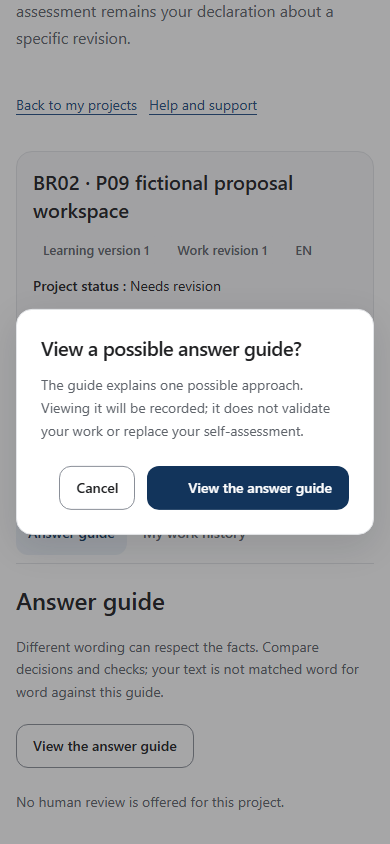 assessment remains your declaration about a
specific revision.
Back to my projects Help and support
BR02 · P09 fictional proposal
workspace
Learning version 1 Work revision 1 EN
Project status : Needs revision
View a possible answer guide?
The guide explains one possible approach.
Viewing it will be recorded; it does not validate
your work or replace your self-assessment.
Cancel View the answer guide
Answer guide My work history
Answer guide
Different wording can respect the facts. Compare
decisions and checks; your text is not matched word for
word against this guide.
View the answer guide
No human review is offered for this project.